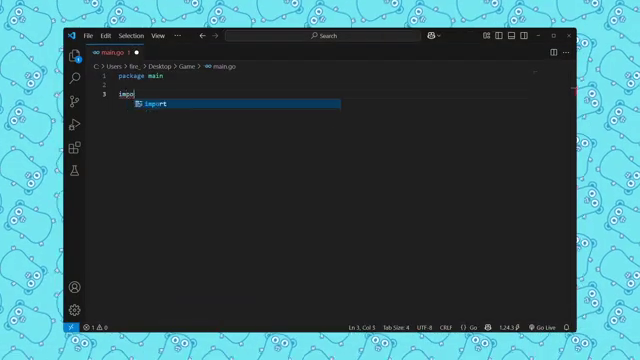 File Edit Selection View ··· Search
main.go
C: > Users > fire_ > Desktop > Game > main.go
1 package main
2
3 impo
import
1 0 Ln 3, Col 5 Tab Size: 4 UTF-8 CRLF {} Go 1.24.3 Go Live